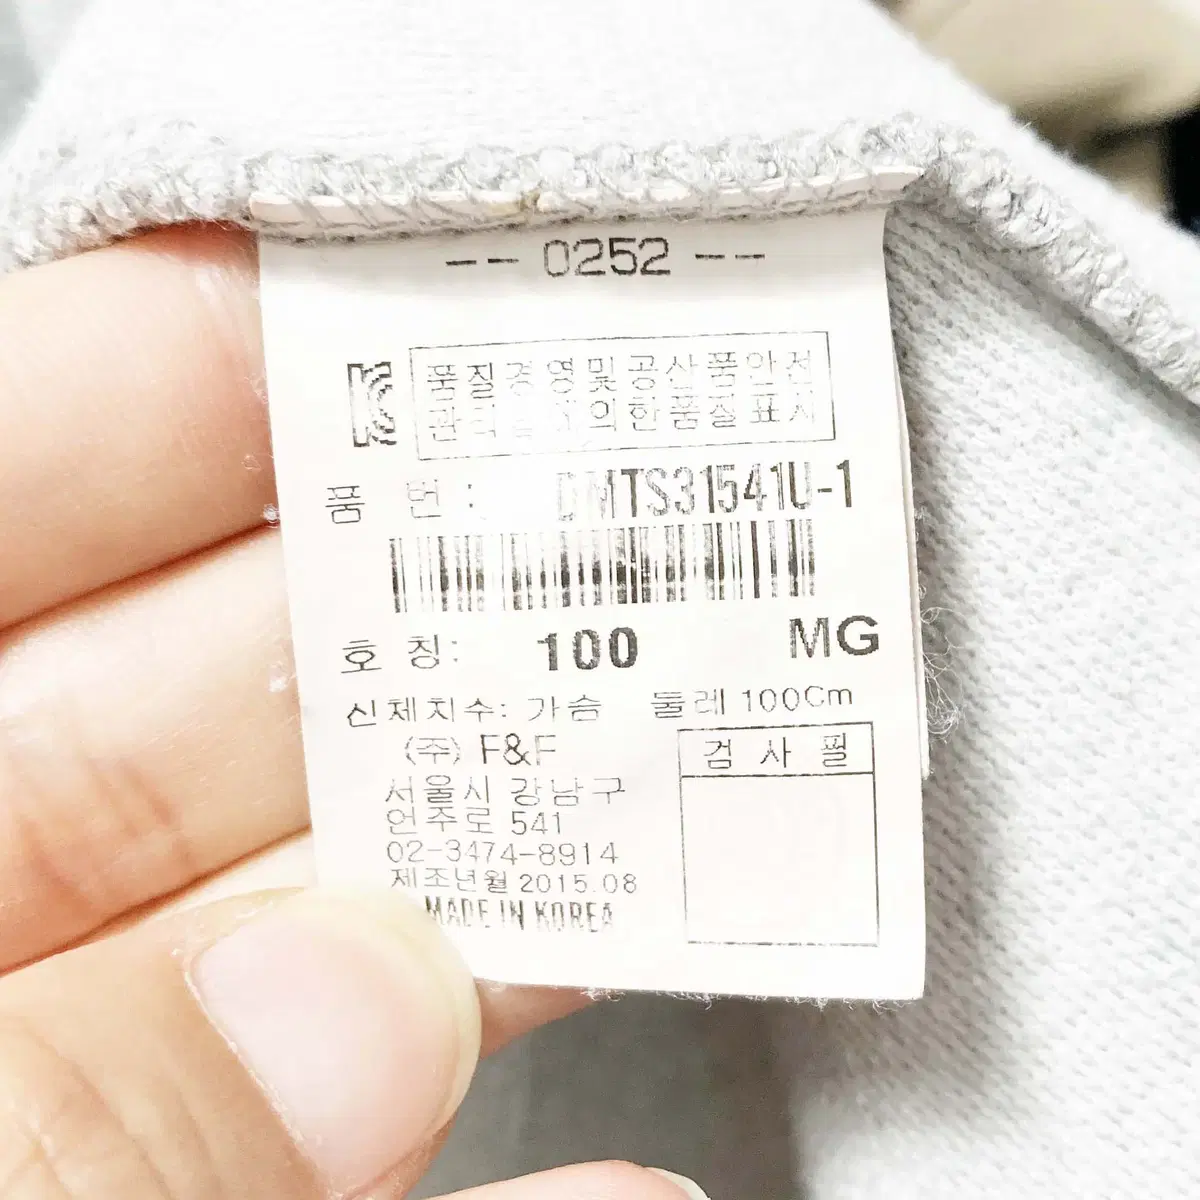 -- 0252 --
품질경영및공산품안전
관리 의한품질표시
품 번: DMTS31541U-1
호 칭: 100 MG
신체치수: 가슴 둘레 100Cm
(주) F&F
검 사 필
서울시 강남구
언주로 541
02-3474-8914
제조년월 2015.08
MADE IN KOREA